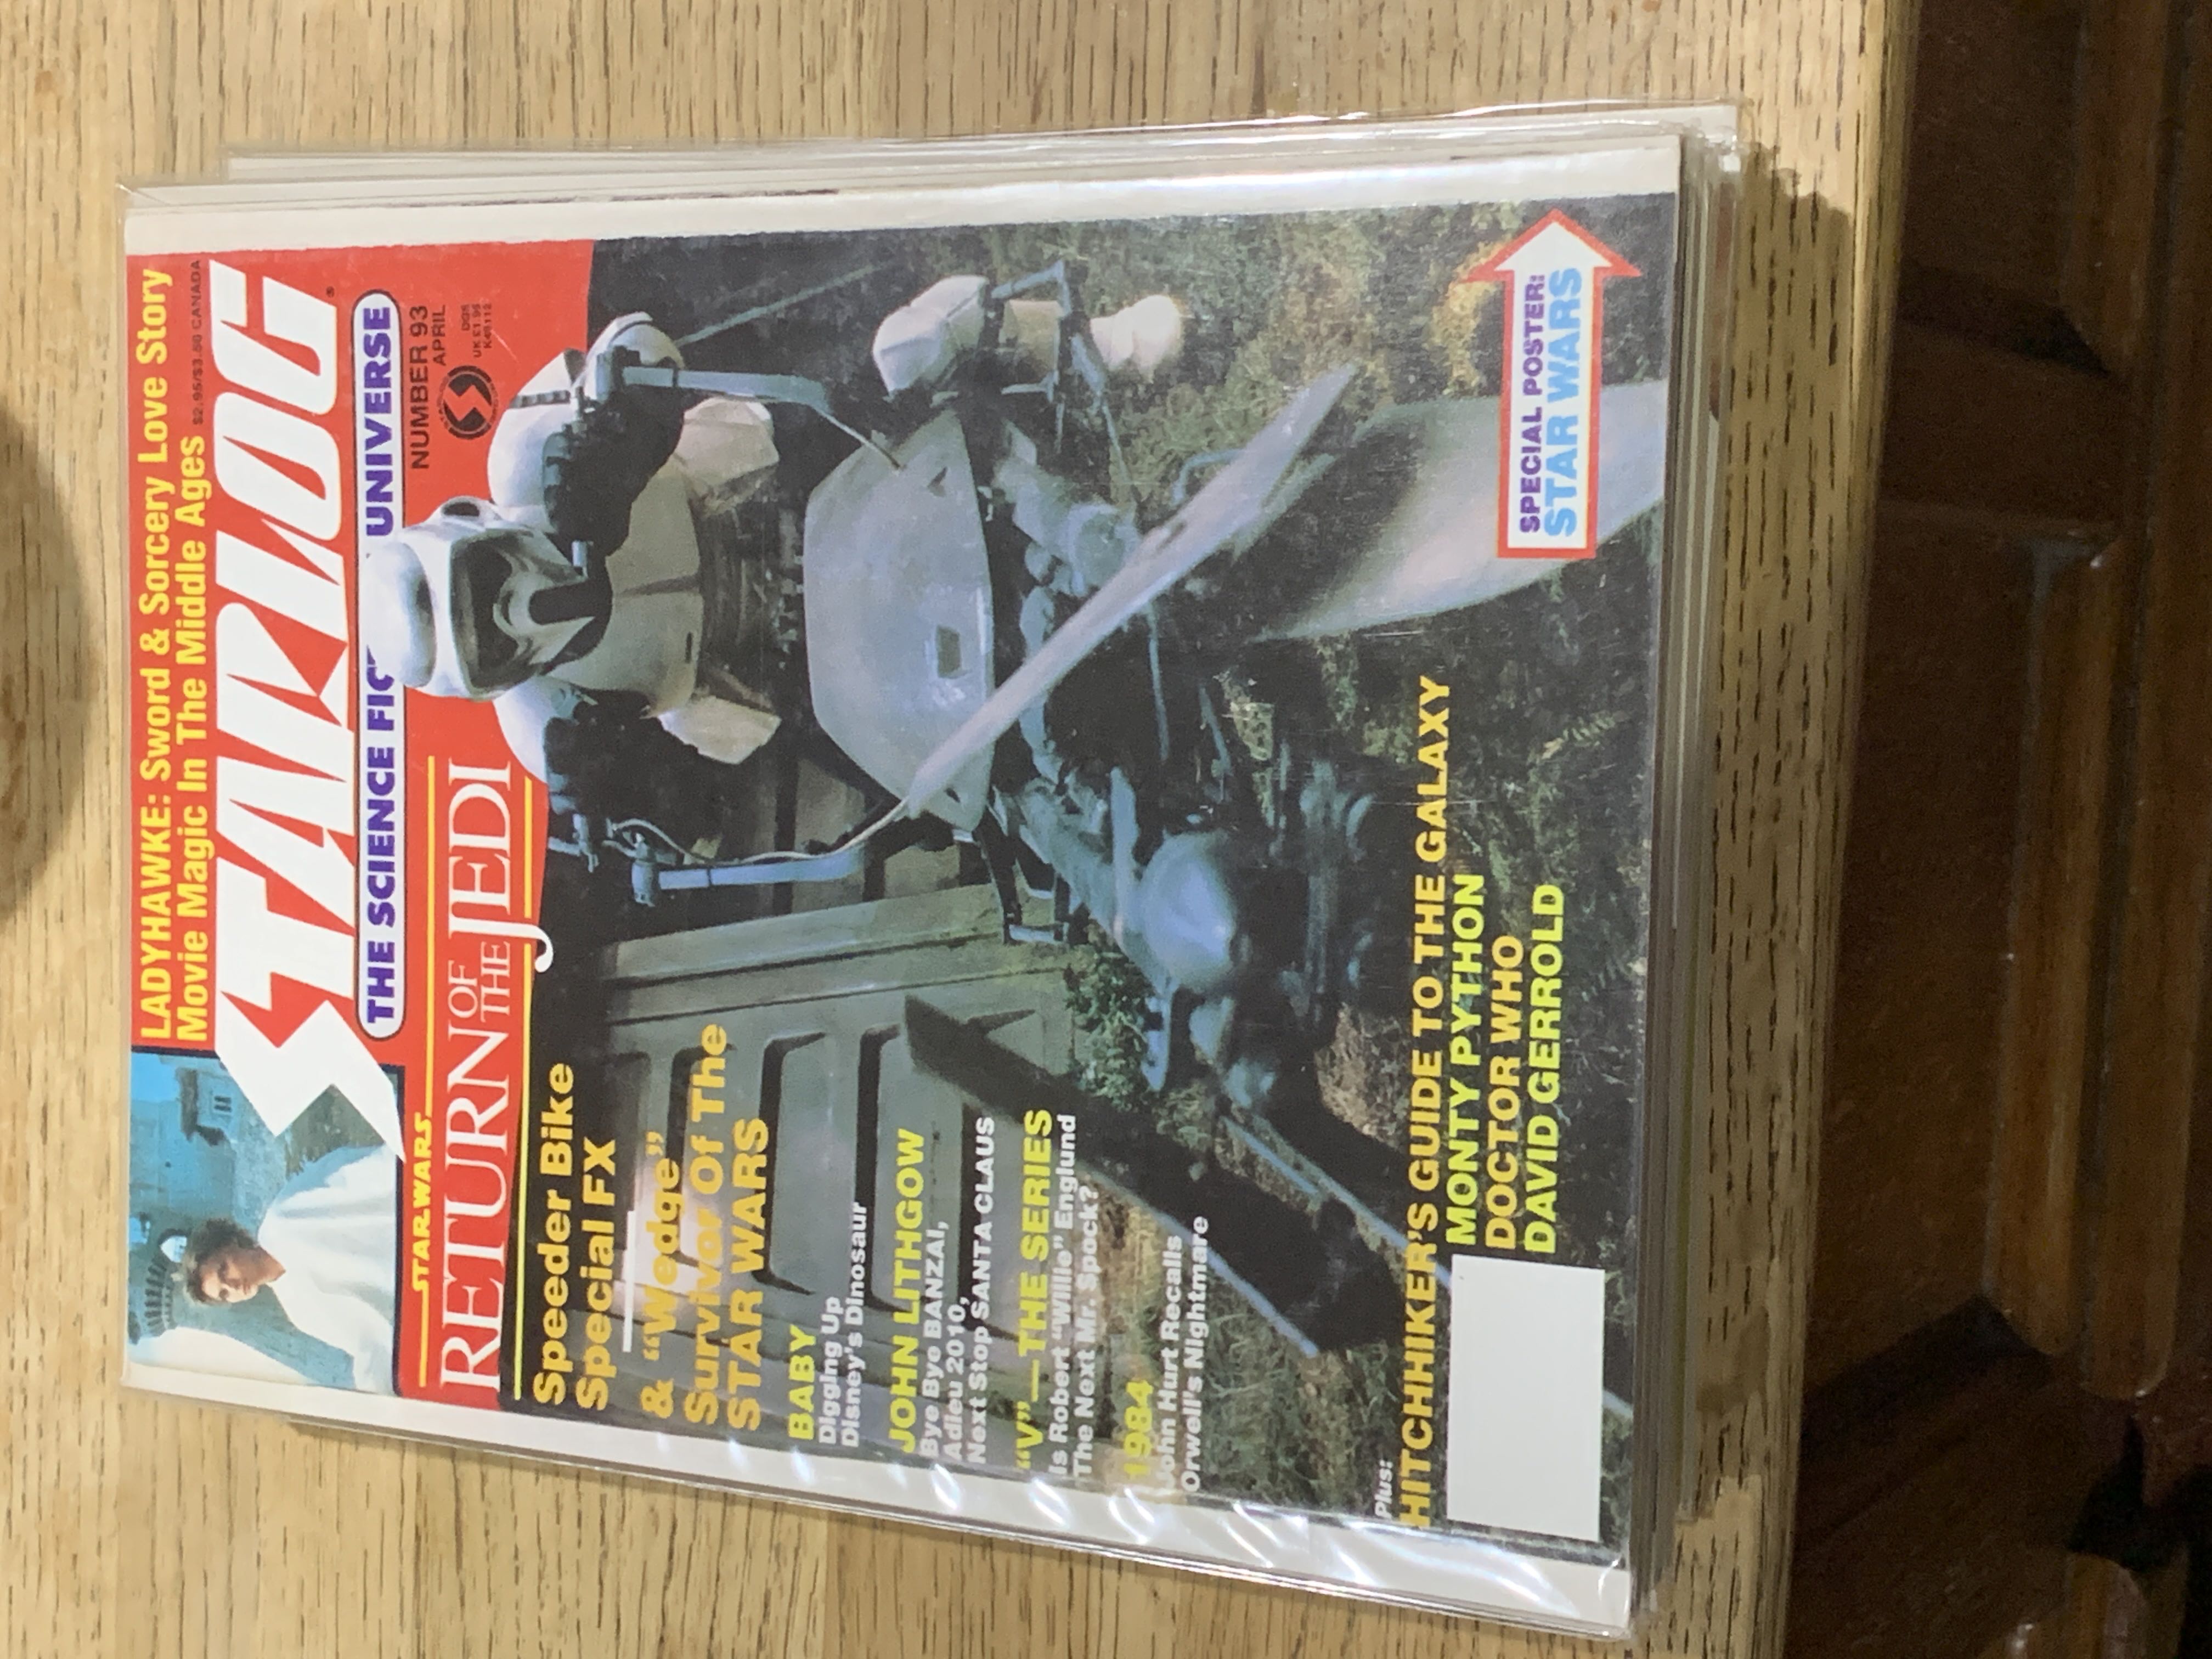 LADYHAWKE: Sword & Sorcery Love Story
Movie Magic In The Middle Ages
$2.95/$3.50 CANADA
STARLOG®
THE SCIENCE FIC UNIVERSE
NUMBER 93
APRIL
UK £1.95
K48113
STAR WARS
RETURN OF THE JEDI
Speeder Bike
Special FX
& "Wedge"
Survivor Of The
STAR WARS
BABY
Digging Up
Disney's Dinosaur
JOHN LITHGOW
Bye Bye BANZAI,
Adieu 2010,
Next Stop SANTA CLAUS
"V"—THE SERIES
Is Robert "Willie" Englund
The Next Mr. Spock?
1984
John Hurt Recalls
Orwell's Nightmare
Plus:
HITCHHIKER'S GUIDE TO THE GALAXY
MONTY PYTHON
DOCTOR WHO
DAVID GERROLD
SPECIAL POSTER:
STAR WARS